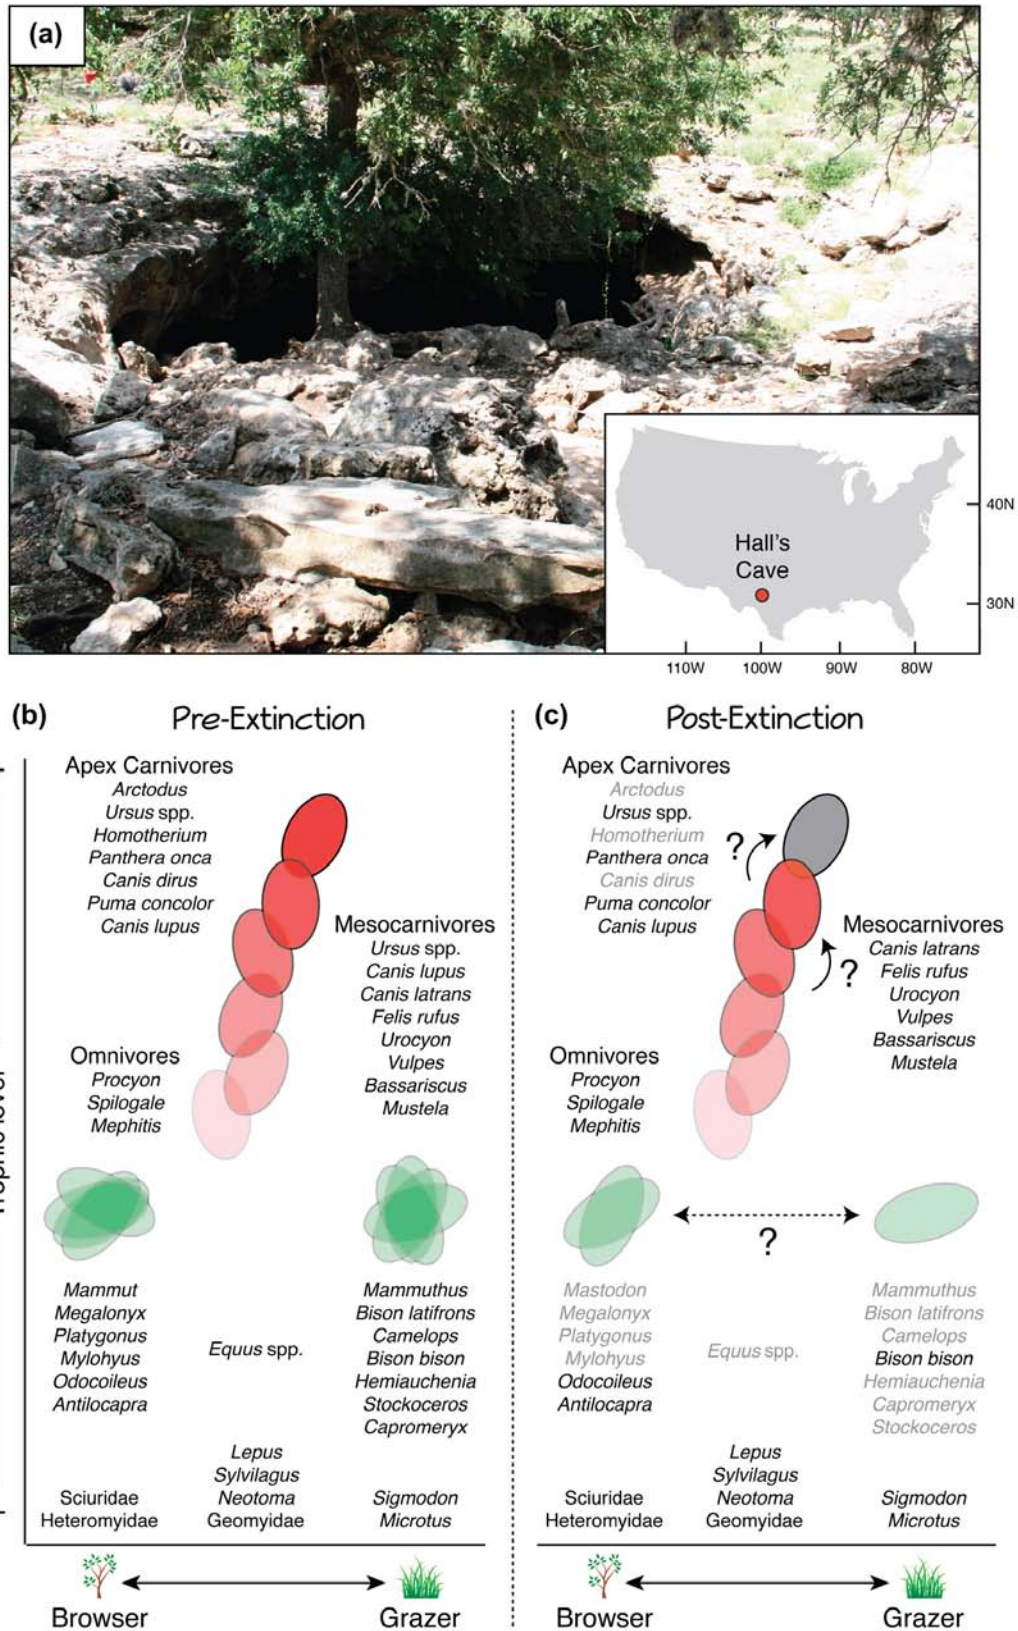 (a)
Hall's
Cave
40N
30N
110W
100W
90W
80W
(b)
Pre-Extinction
Apex Carnivores
Arctodus
Ursus spp.
Homotherium
Panthera onca
Canis dirus
Puma concolor
Canis lupus
Mesocarnivores
Ursus spp.
Canis lupus
Canis latrans
Felis rufus
Urocyon
Vulpes
Bassariscus
Mustela
Omnivores
Procyon
Spilogale
Mephitis
Mammut
Megalonyx
Platygonus
Mylohyus
Odocoileus
Antilocapra
Equus spp.
Mammuthus
Bison latifrons
Camelops
Bison bison
Hemiauchenia
Stockoceros
Capromeryx
Sciuridae
Heteromyidae
Lepus
Sylvilagus
Neotoma
Geomyidae
Sigmodon
Microtus
Browser
Grazer
(c)
Post-Extinction
Apex Carnivores
Arctodus
Ursus spp.
Homotherium
Panthera onca
Canis dirus
Puma concolor
Canis lupus
?
?
Mesocarnivores
Canis latrans
Felis rufus
Urocyon
Vulpes
Bassariscus
Mustela
Omnivores
Procyon
Spilogale
Mephitis
?
Mastodon
Megalonyx
Platygonus
Mylohyus
Odocoileus
Antilocapra
Equus spp.
Mammuthus
Bison latifrons
Camelops
Bison bison
Hemiauchenia
Capromeryx
Stockoceros
Sciuridae
Heteromyidae
Lepus
Sylvilagus
Neotoma
Geomyidae
Sigmodon
Microtus
Browser
Grazer